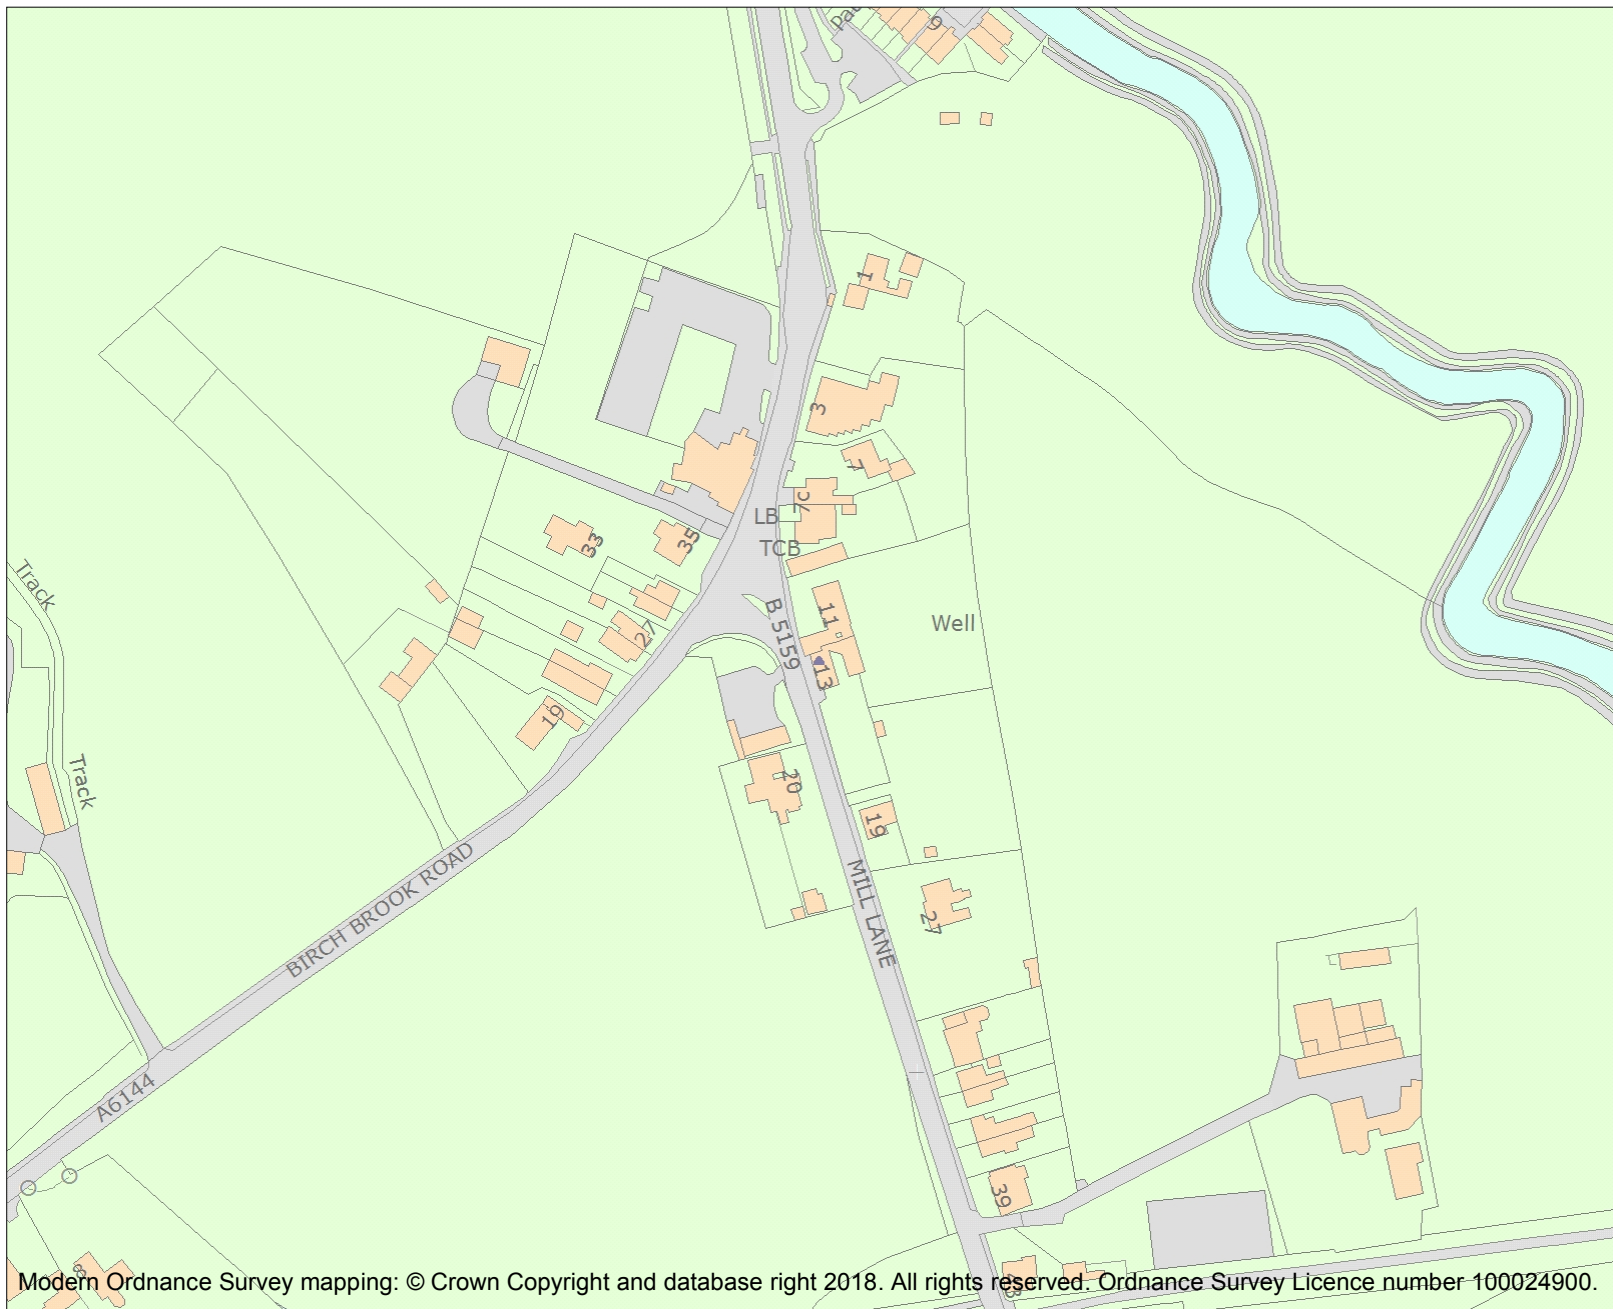 9
1
3
7
7C
LB
TCB
33
35
Track
B 5159
11
Well
27
13
19
Track
20
19
MILL LANE
BIRCH BROOK ROAD
27
A6144
39
8
Modern Ordnance Survey mapping: © Crown Copyright and database right 2018. All rights reserved. Ordnance Survey Licence number 100024900.